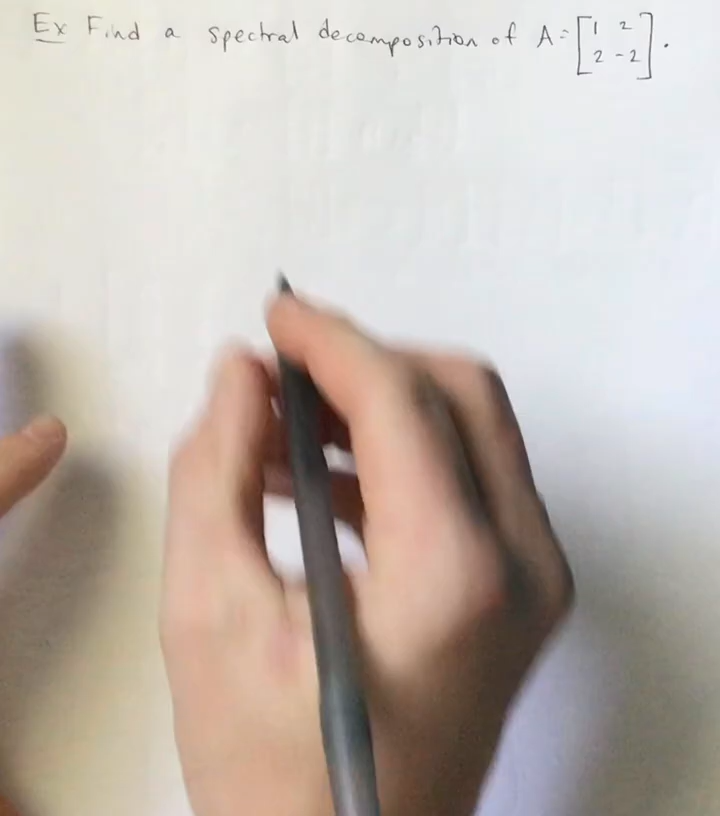 Ex Find a spectral decomposition of A = [1 2
2 -2].